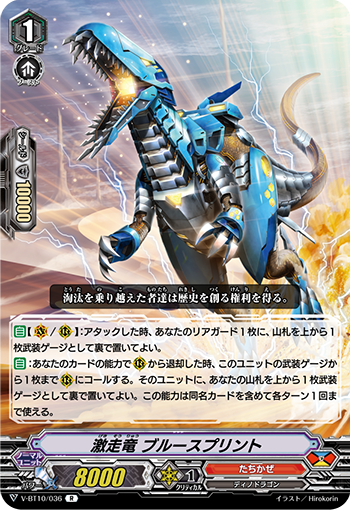 1
グレード
ブースト
シールド
10000
淘汰を乗り越えた者達は歴史を創る権利を得る。
自【V/R】:アタックした時、あなたのリアガード1枚に、山札を上から1枚武装ゲージとして裏で置いてよい。
自:あなたのカードの能力でRから退却した時、このユニットの武装ゲージから1枚までRにコールする。そのユニットに、あなたの山札を上から1枚武装ゲージとして裏で置いてよい。この能力は同名カードを含めて各ターン1回まで使える。
激走竜 ブルースプリント
ノーマル
ユニット
パワー
8000
1
クリティカル
たちかぜ
ディノドラゴン
V-BT10/036 R
イラスト/ Hirokorin